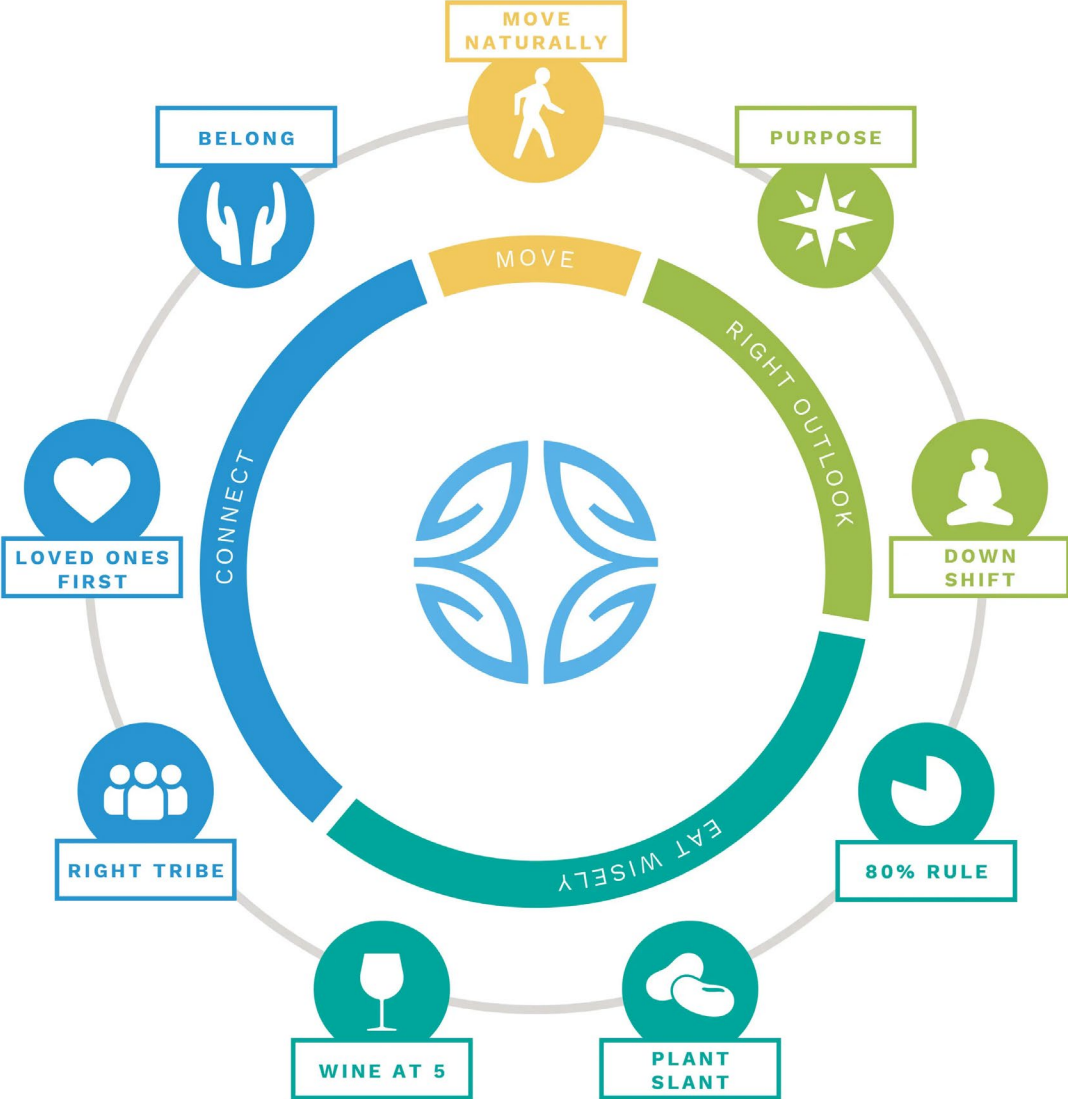 MOVE
NATURALLY
BELONG
PURPOSE
MOVE
RIGHT OUTLOOK
CONNECT
LOVED ONES
FIRST
DOWN
SHIFT
EAT WISELY
RIGHT TRIBE
80% RULE
WINE AT 5
PLANT
SLANT